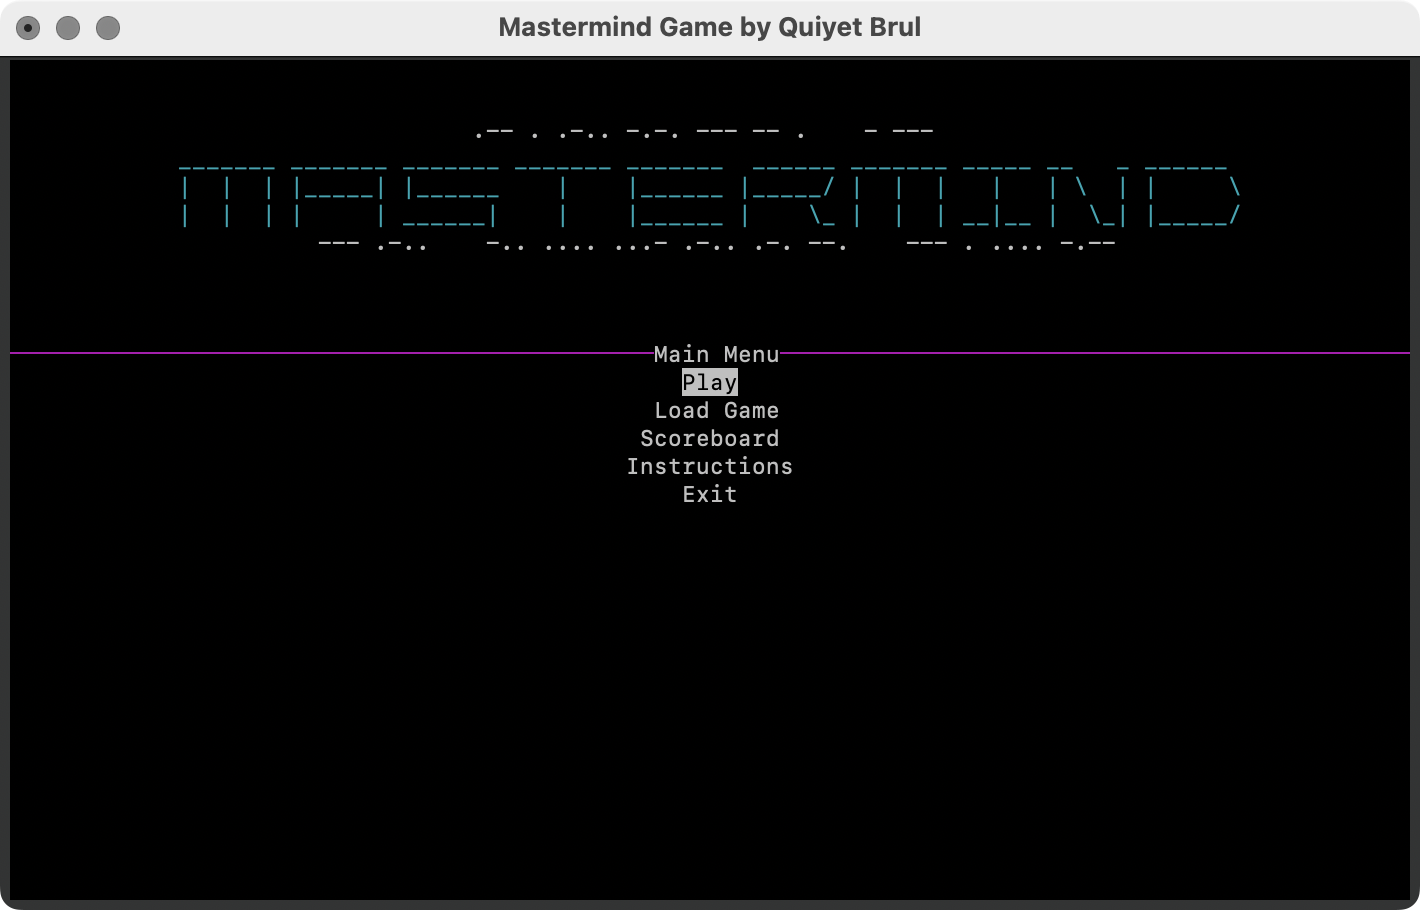 Mastermind Game by Quiyet Brul
.-- . .-.. -.-. --- -- .    - ---
MASTERMIND
--- .-..    -.. .... ...- .-.. .-. --.    --- . .... -.--
Main Menu
Play
Load Game
Scoreboard
Instructions
Exit